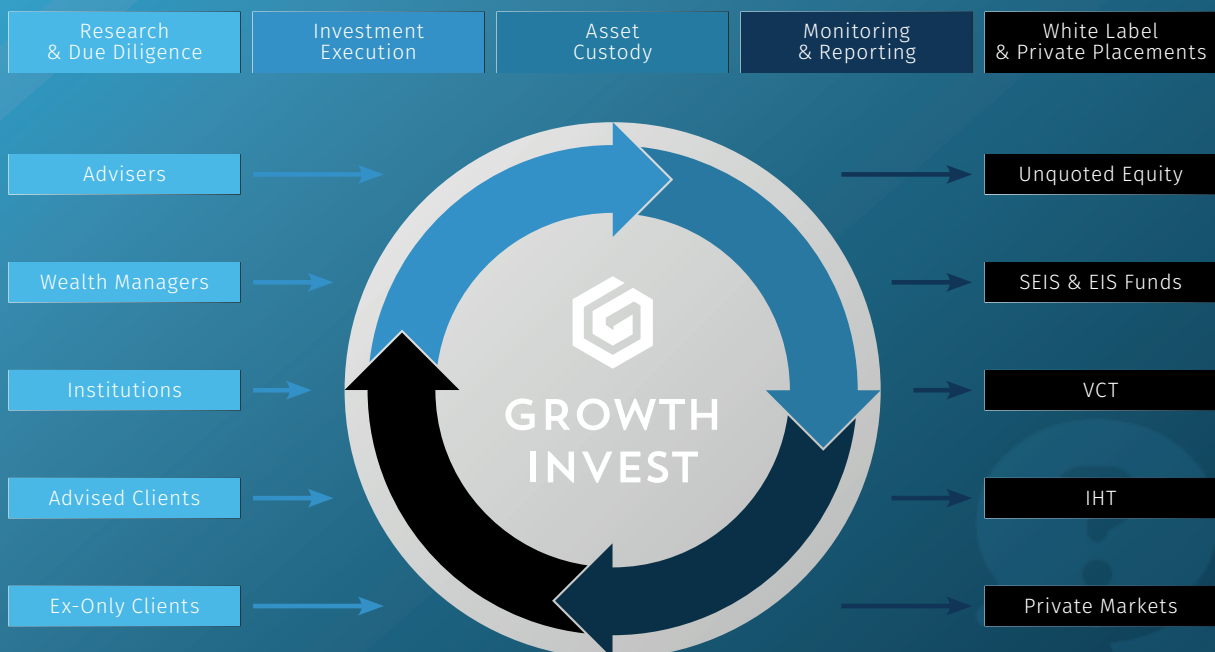 Research
& Due Diligence
Investment
Execution
Asset
Custody
Monitoring
& Reporting
White Label
& Private Placements
Advisers
Unquoted Equity
Wealth Managers
SEIS & EIS Funds
Institutions
VCT
GROWTH
INVEST
Advised Clients
IHT
Ex-Only Clients
Private Markets